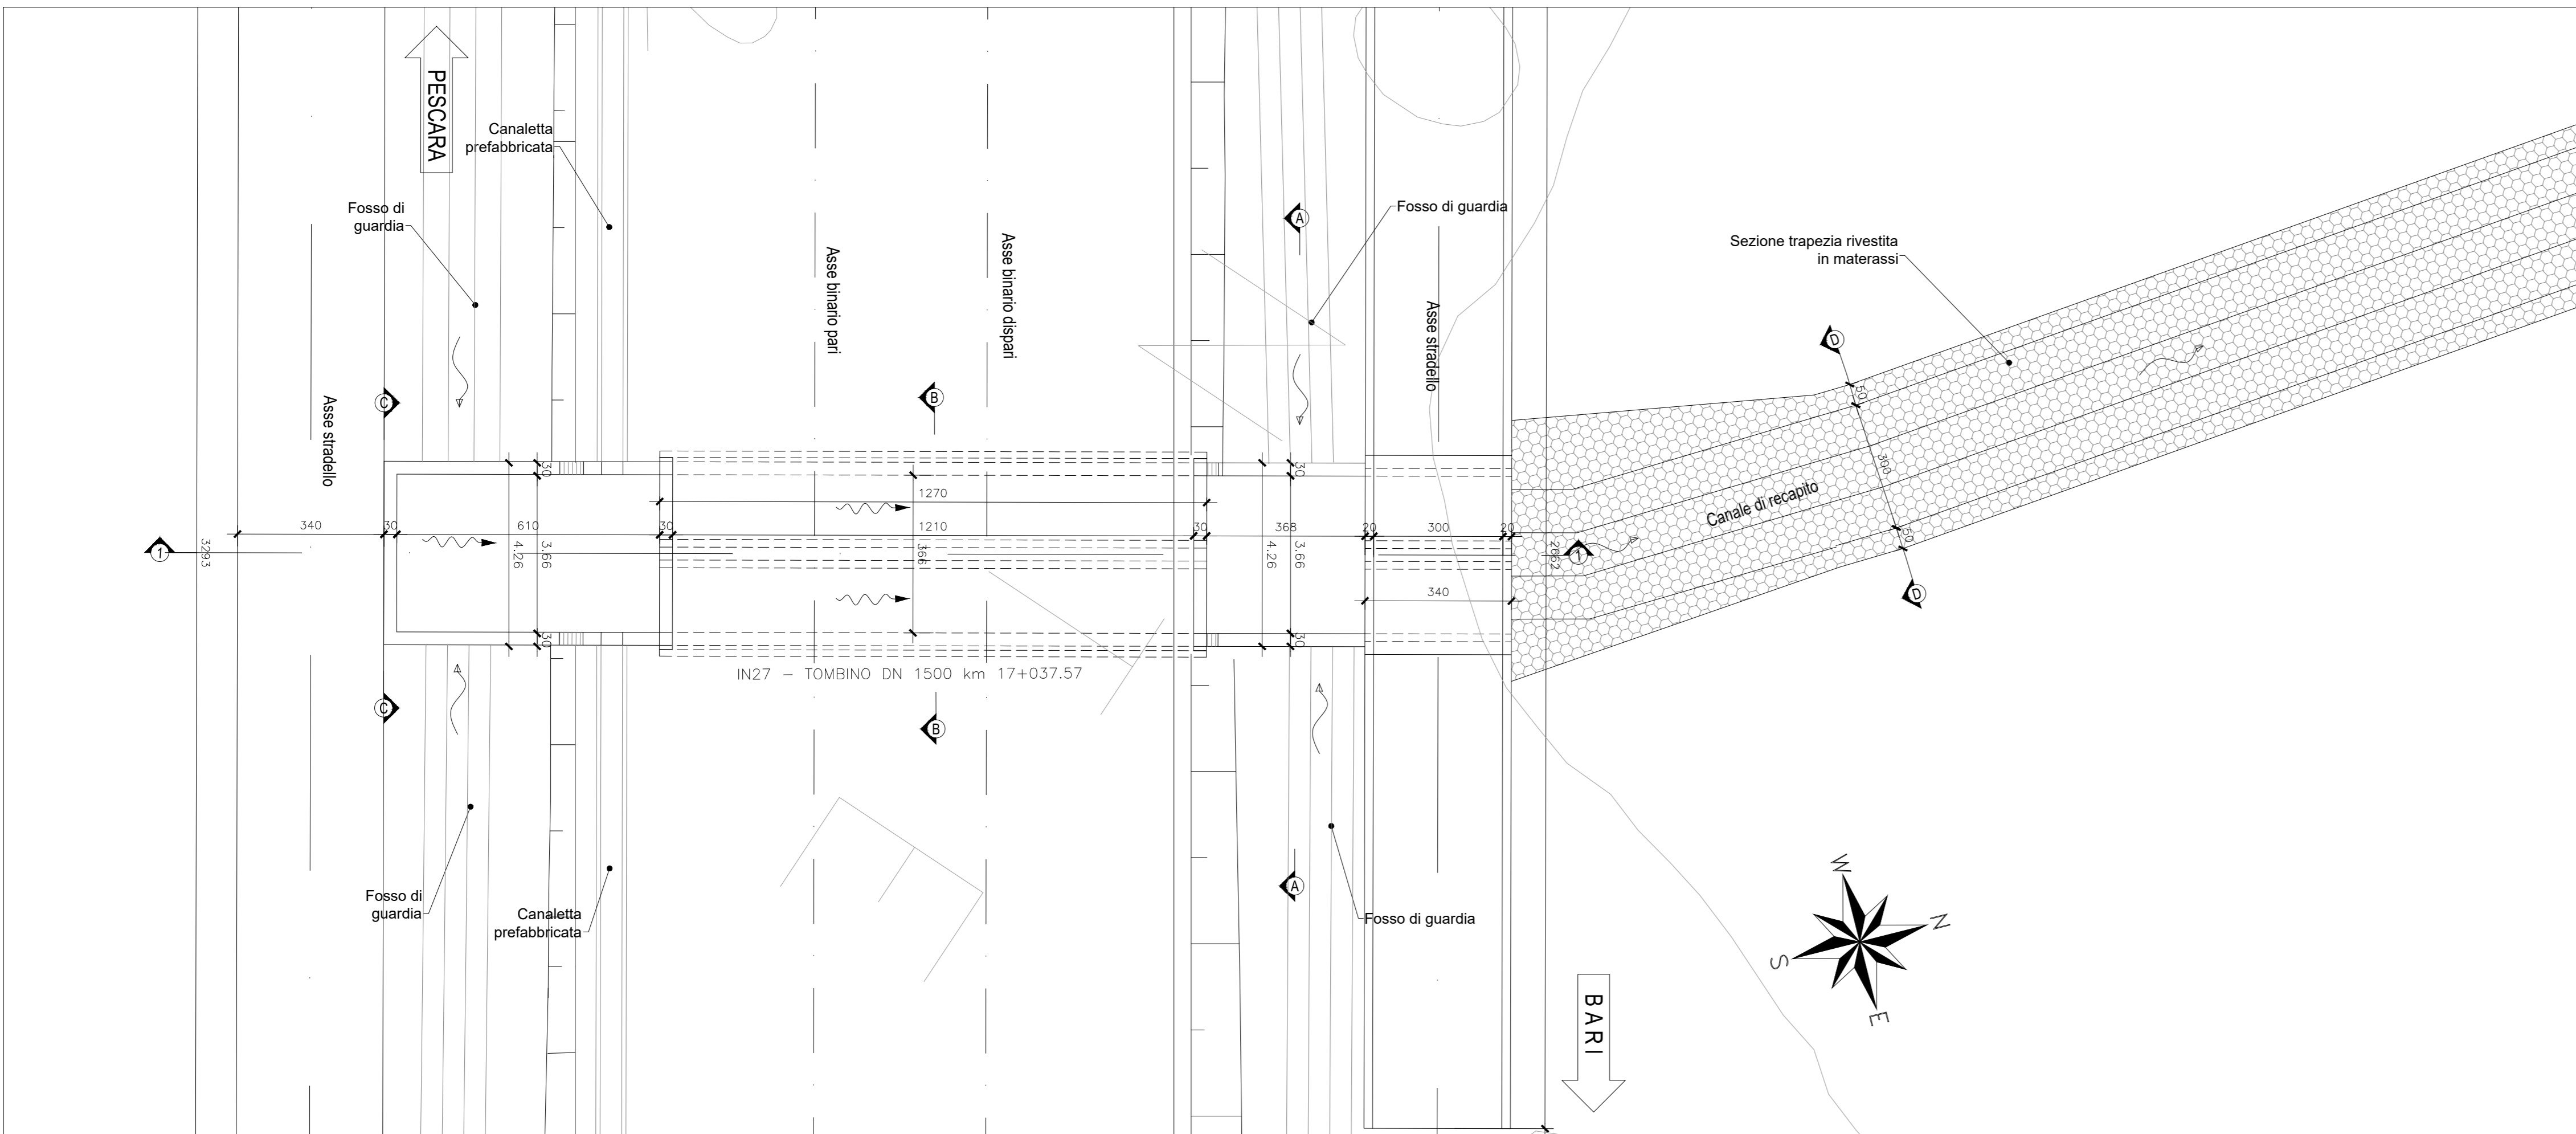 PESCARA
Canaletta
prefabbricata
Fosso di
guardia
Asse stradello
Asse binario pari
Asse binario dispari
A
Fosso di guardia
Asse stradello
Sezione trapezia rivestita
in materassi
D
50
300
50
D
Canale di recapito
C
B
30
30
1270
340
30
610
30
1210
30
368
20
300
20
1
3293
4.26
3.66
366
4.26
3.66
2662
1
340
30
30
IN27 – TOMBINO DN 1500 km 17+037.57
C
B
A
Fosso di
guardia
Canaletta
prefabbricata
Fosso di guardia
BARI
W
N
S
E